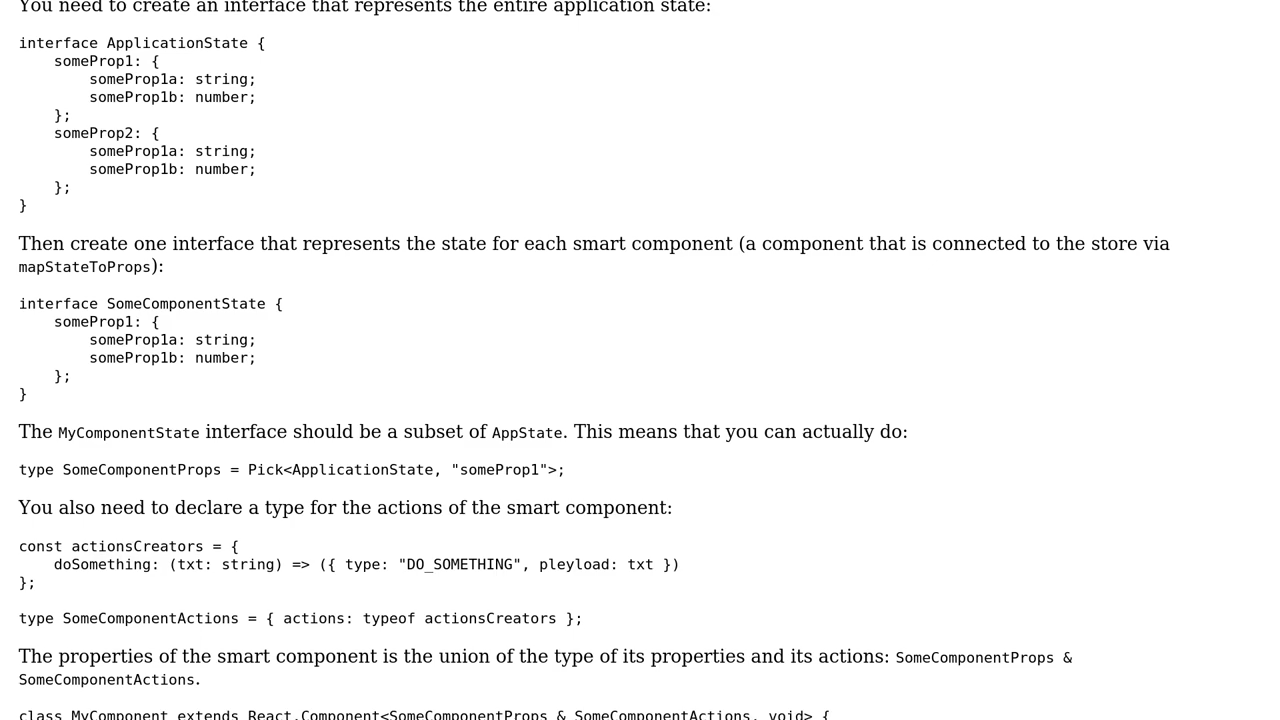 You need to create an interface that represents the entire application state:
interface ApplicationState {
    someProp1: {
        someProp1a: string;
        someProp1b: number;
    };
    someProp2: {
        someProp1a: string;
        someProp1b: number;
    };
}
Then create one interface that represents the state for each smart component (a component that is connected to the store via
mapStateToProps):
interface SomeComponentState {
    someProp1: {
        someProp1a: string;
        someProp1b: number;
    };
}
The MyComponentState interface should be a subset of AppState. This means that you can actually do:
type SomeComponentProps = Pick<ApplicationState, "someProp1">;
You also need to declare a type for the actions of the smart component:
const actionsCreators = {
    doSomething: (txt: string) => ({ type: "DO_SOMETHING", pleyload: txt })
};
type SomeComponentActions = { actions: typeof actionsCreators };
The properties of the smart component is the union of the type of its properties and its actions: SomeComponentProps &
SomeComponentActions.
class MyComponent extends React.Component<SomeComponentProps & SomeComponentActions, void> {